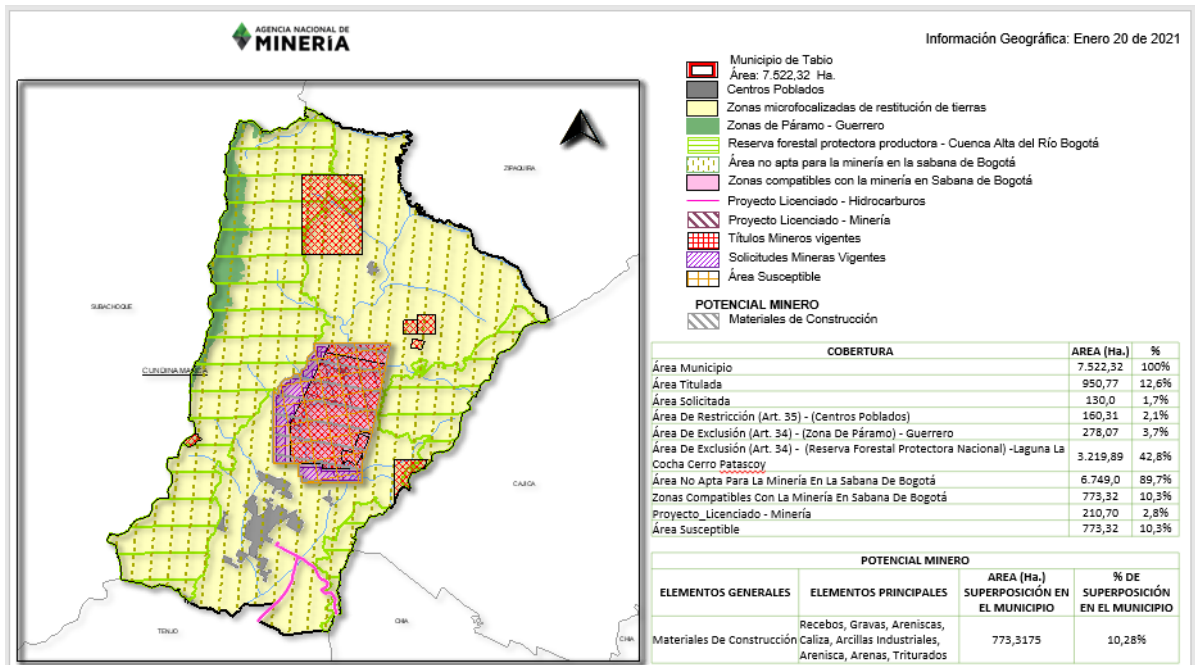 AGENCIA NACIONAL DE
MINERÍA
Información Geográfica: Enero 20 de 2021
Municipio de Tabio
Área: 7.522,32 Ha.
Centros Poblados
Zonas microfocalizadas de restitución de tierras
Zonas de Páramo - Guerrero
Reserva forestal protectora productora - Cuenca Alta del Río Bogotá
Área no apta para la minería en la sabana de Bogotá
Zonas compatibles con la minería en Sabana de Bogotá
Proyecto Licenciado - Hidrocarburos
Proyecto Licenciado - Minería
Títulos Mineros vigentes
Solicitudes Mineras Vigentes
Área Susceptible
POTENCIAL MINERO
Materiales de Construcción
ZIPAQUIRA
SUBACHOQUE
CAJICA
TENJO
CHIA
CHIA
COBERTURA AREA (Ha.) %
Área Municipio 7.522,32 100%
Área Titulada 950,77 12,6%
Área Solicitada 130,0 1,7%
Área De Restricción (Art. 35) - (Centros Poblados) 160,31 2,1%
Área De Exclusión (Art. 34) - (Zona De Páramo) - Guerrero 278,07 3,7%
Área De Exclusión (Art. 34) - (Reserva Forestal Protectora Nacional) -Laguna La
Cocha Cerro Patascoy 3.219,89 42,8%
Área No Apta Para La Minería En La Sabana De Bogotá 6.749,0 89,7%
Zonas Compatibles Con La Minería En Sabana De Bogotá 773,32 10,3%
Proyecto_Licenciado - Minería 210,70 2,8%
Área Susceptible 773,32 10,3%
POTENCIAL MINERO
ELEMENTOS GENERALES ELEMENTOS PRINCIPALES AREA (Ha.) SUPERPOSICIÓN EN EL MUNICIPIO % DE SUPERPOSICIÓN EN EL MUNICIPIO
Materiales De Construcción Recebos, Gravas, Areniscas,
Caliza, Arcillas Industriales,
Arenisca, Arenas, Triturados 773,3175 10,28%